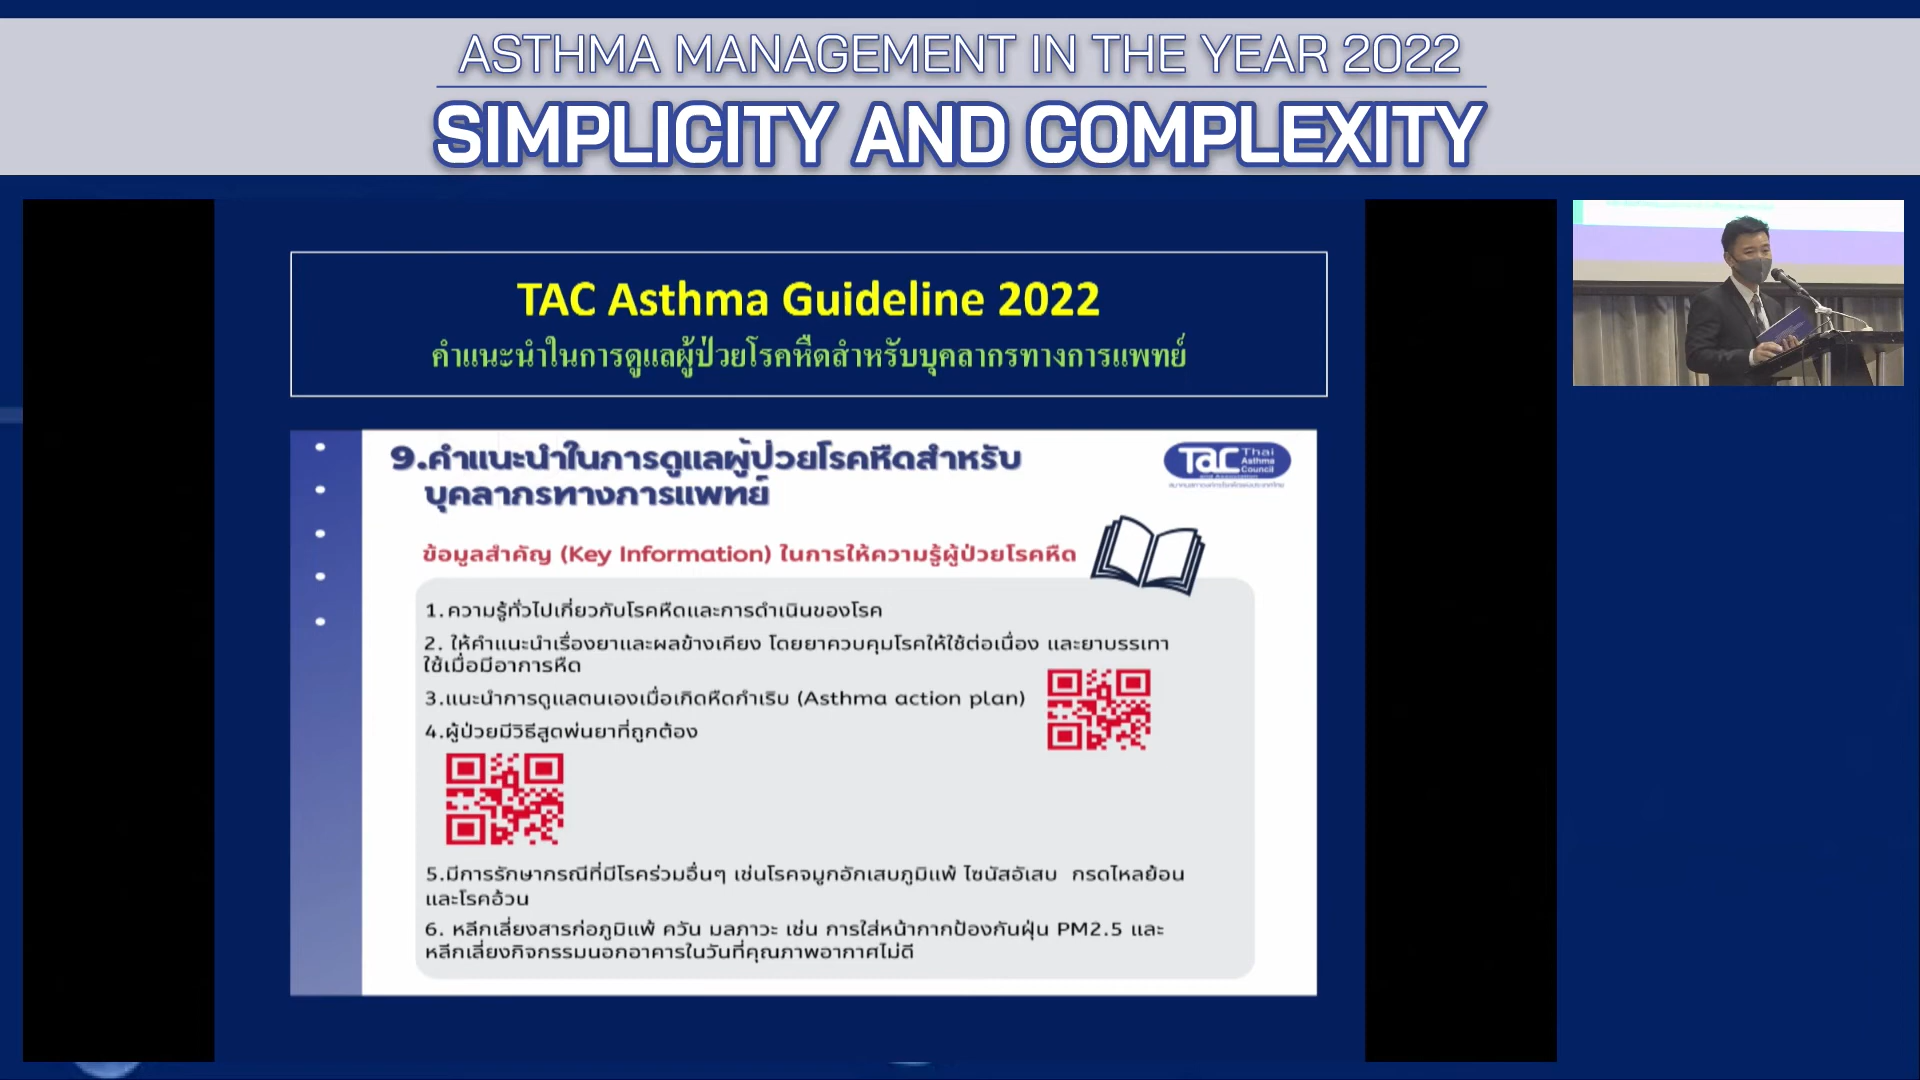 ASTHMA MANAGEMENT IN THE YEAR 2022
SIMPLICITY AND COMPLEXITY
TAC Asthma Guideline 2022
คำแนะนำในการดูแลผู้ป่วยโรคหืดสำหรับบุคลากรทางการแพทย์
9.คำแนะนำในการดูแลผู้ป่วยโรคหืดสำหรับ
บุคลากรทางการแพทย์
TAC Thai
Asthma
Council
ข้อมูลสำคัญ (Key Information) ในการให้ความรู้ผู้ป่วยโรคหืด
1.ความรู้ทั่วไปเกี่ยวกับโรคหืดและการดำเนินของโรค
2. ให้คำแนะนำเรื่องยาและผลข้างเคียง โดยยาควบคุมโรคให้ใช้ต่อเนื่อง และยาบรรเทา
ใช้เมื่อมีอาการหืด
3.แนะนำการดูแลตนเองเมื่อเกิดหืดกำเริบ (Asthma action plan)
4.ผู้ป่วยมีวิธีสูดพ่นยาที่ถูกต้อง
5.มีการรักษากรณีที่มีโรคร่วมอื่นๆ เช่นโรคจมูกอักเสบภูมิแพ้ ไซนัสอัเสบ กรดไหลย้อน
และโรคอ้วน
6. หลีกเลี่ยงสารก่อภูมิแพ้ ควัน มลภาวะ เช่น การใส่หน้ากากป้องกันฝุ่น PM2.5 และ
หลีกเลี่ยงกิจกรรมนอกอาคารในวันที่คุณภาพอากาศไม่ดี